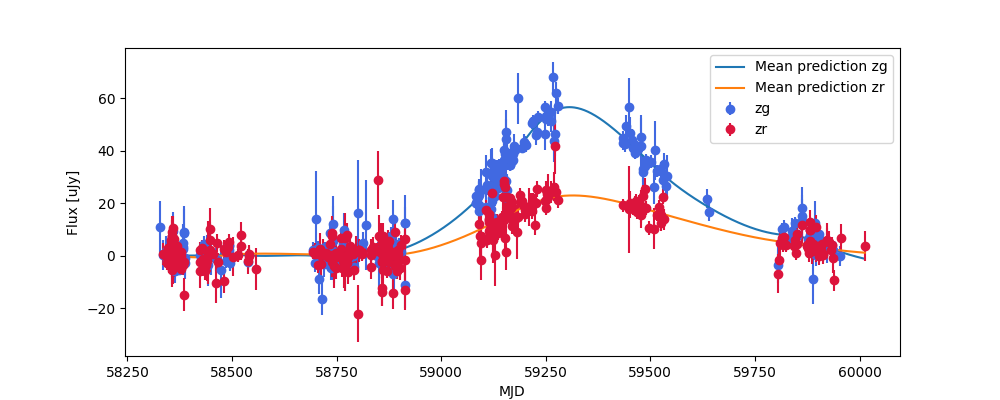 Mean prediction zg
Mean prediction zr
zg
zr
60
40
20
0
−20
Flux [uJy]
58250 58500 58750 59000 59250 59500 59750 60000
MJD